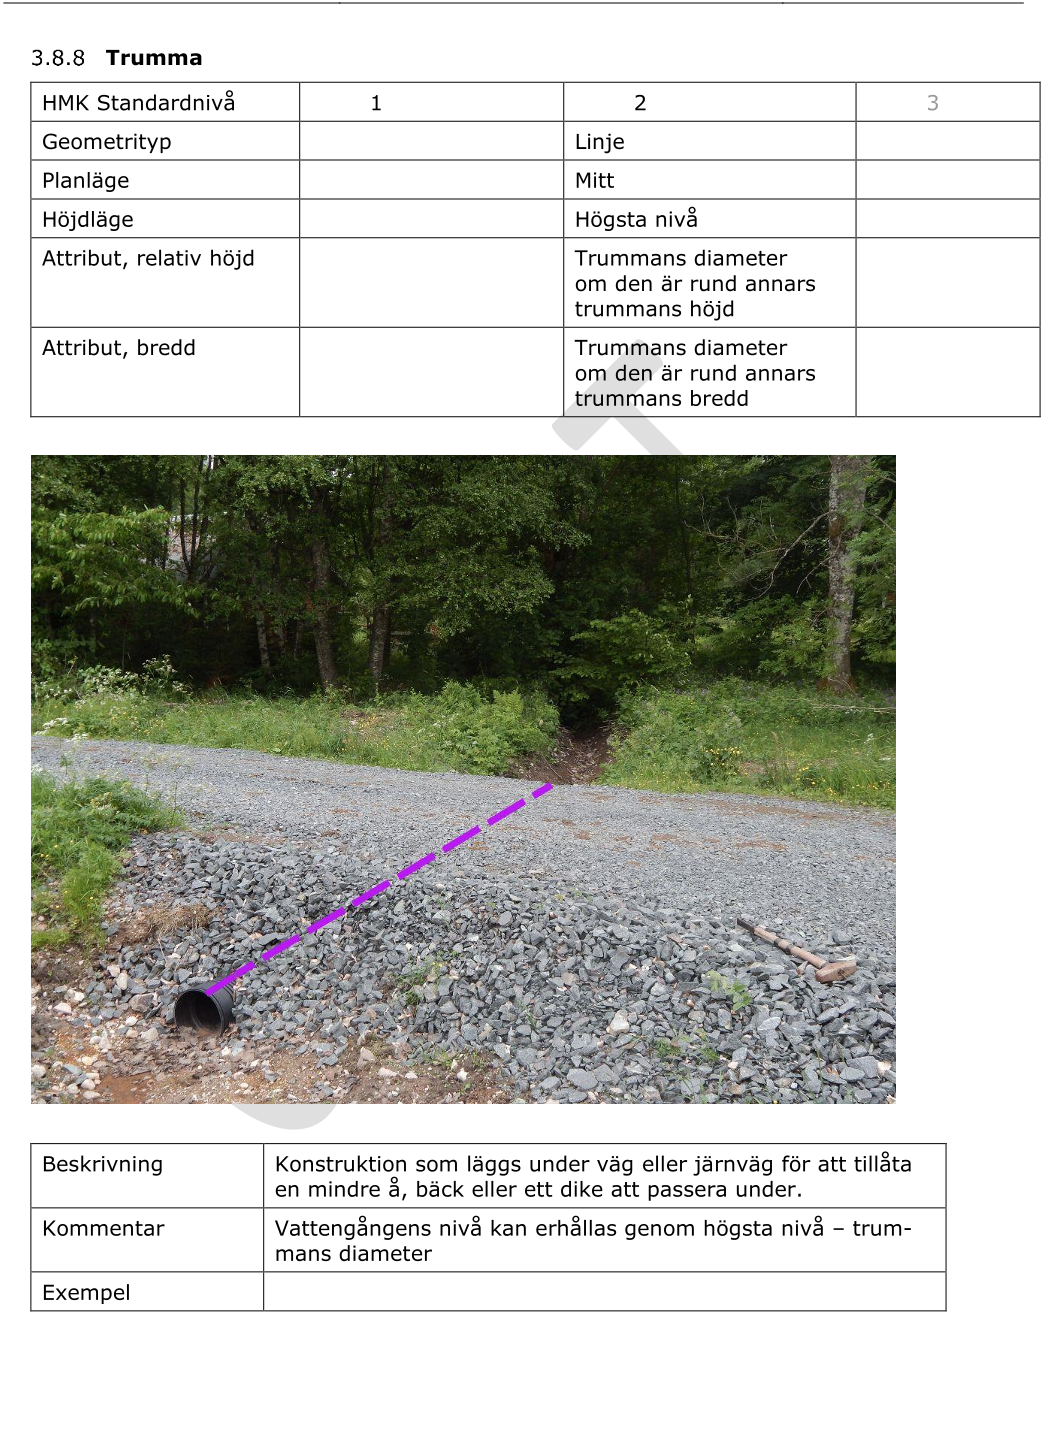 3.8.8 Trumma
HMK Standardnivå 1 2 3
Geometrityp Linje
Planläge Mitt
Höjdläge Högsta nivå
Attribut, relativ höjd Trummans diameter
om den är rund annars
trummans höjd
Attribut, bredd Trummans diameter
om den är rund annars
trummans bredd
Beskrivning Konstruktion som läggs under väg eller järnväg för att tillåta
en mindre å, bäck eller ett dike att passera under.
Kommentar Vattengångens nivå kan erhållas genom högsta nivå – trum-
mans diameter
Exempel